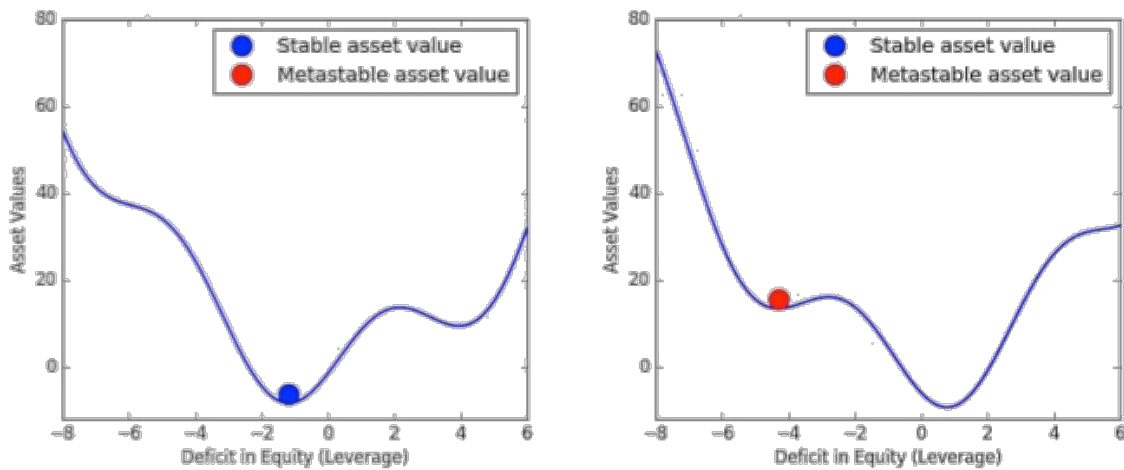 80
60
40
20
0
−8 −6 −4 −2 0 2 4 6
Asset Values
Deficit in Equity (Leverage)
Stable asset value
Metastable asset value
80
60
40
20
0
−8 −6 −4 −2 0 2 4 6
Asset Values
Deficit in Equity (Leverage)
Stable asset value
Metastable asset value